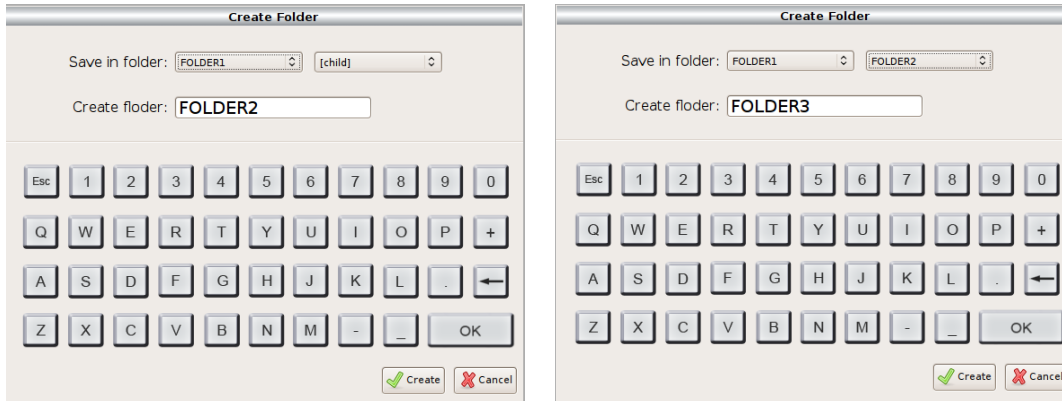 Create Folder
Save in folder: FOLDER1 [child]
Create floder: FOLDER2
Esc 1 2 3 4 5 6 7 8 9 0
Q W E R T Y U I O P +
A S D F G H J K L . ←
Z X C V B N M - _ OK
Create Cancel
Create Folder
Save in folder: FOLDER1 FOLDER2
Create floder: FOLDER3
Esc 1 2 3 4 5 6 7 8 9 0
Q W E R T Y U I O P +
A S D F G H J K L . ←
Z X C V B N M - _ OK
Create Cancel